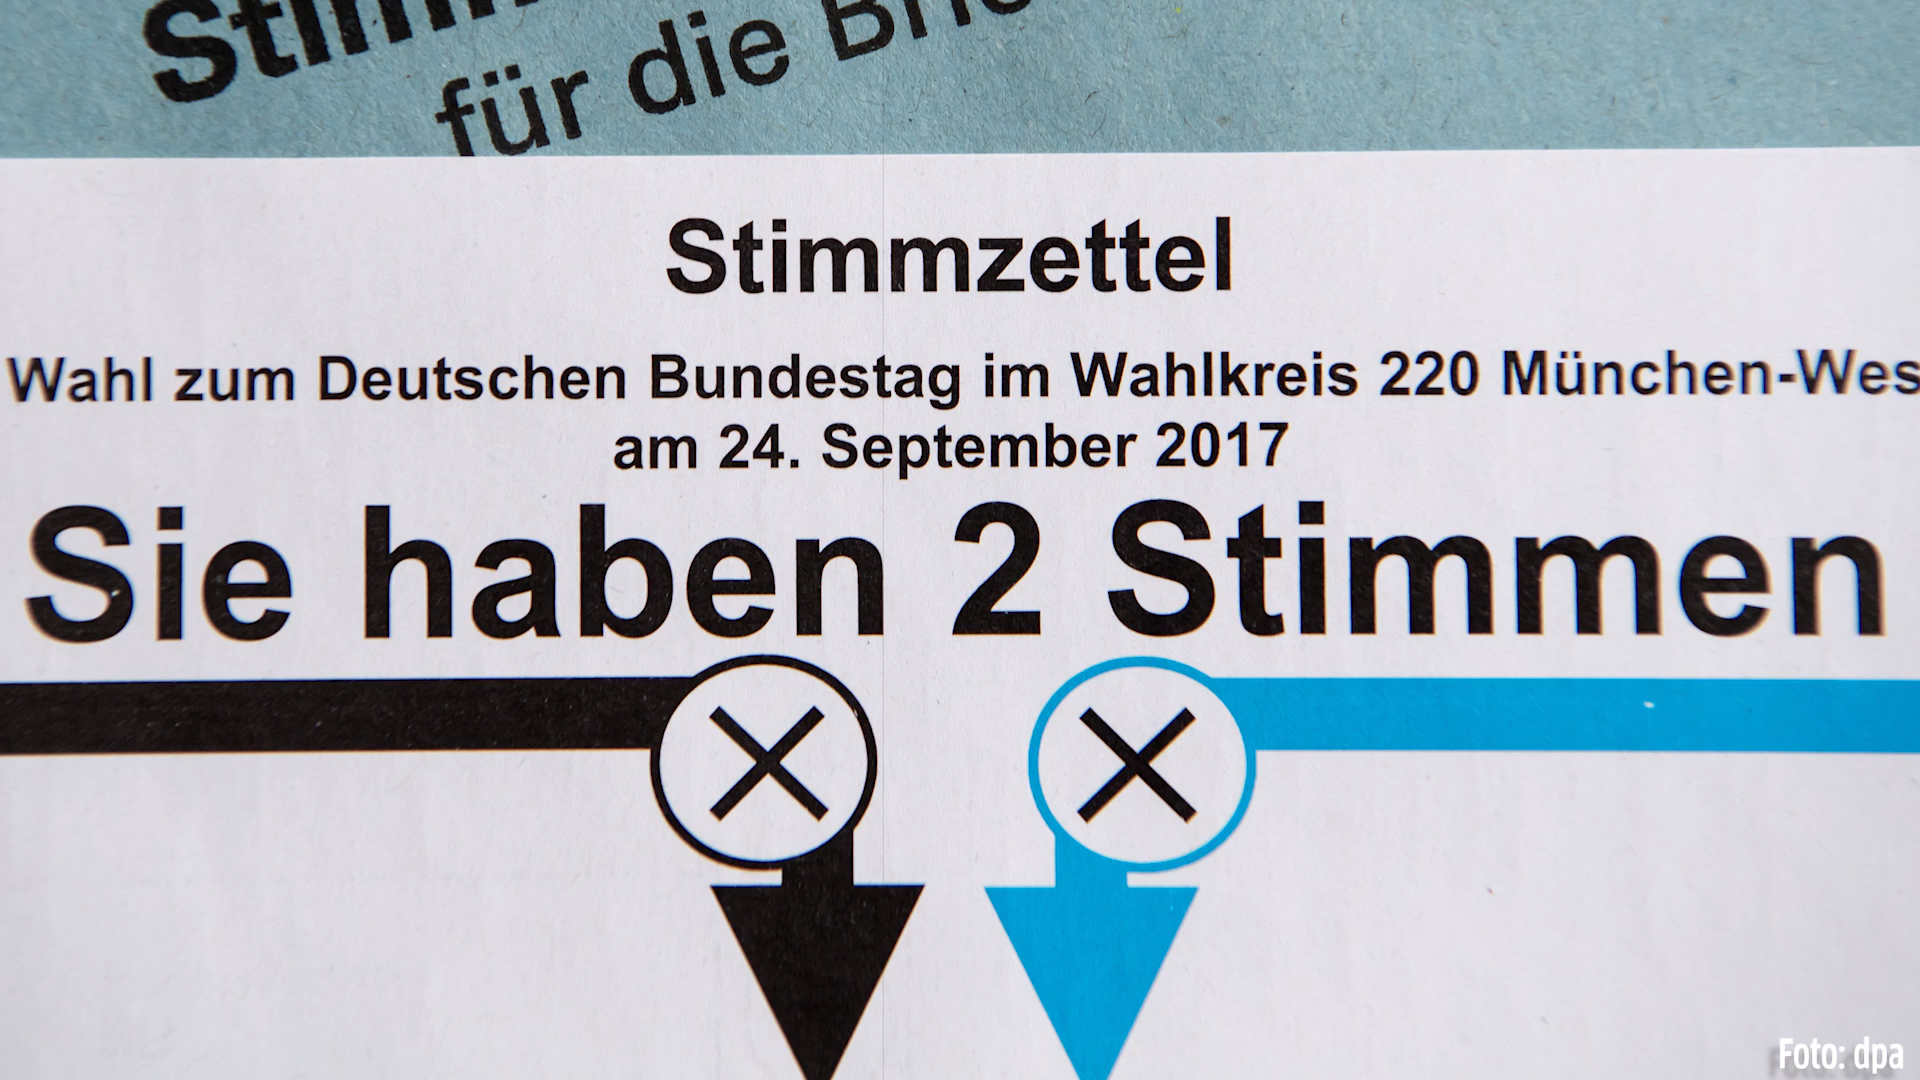 für die
Stimmzettel
Wahl zum Deutschen Bundestag im Wahlkreis 220 München-Wes
am 24. September 2017
Sie haben 2 Stimmen
Foto: dpa